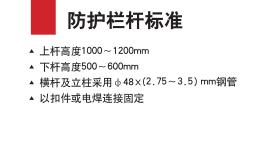 防护栏杆标准
▲ 上杆高度1000～1200mm
▲ 下杆高度500～600mm
▲ 横杆及立柱采用φ48×(2.75～3.5) mm钢管
▲ 以扣件或电焊连接固定